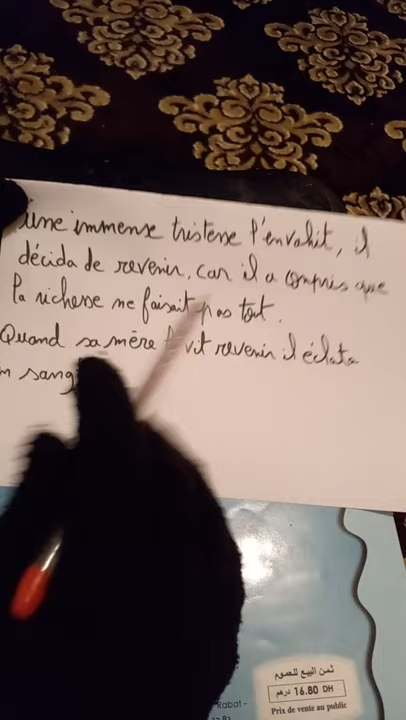 une immense tristesse l'envahit, il
décida de revenir, car il a compris que
la richesse ne faisait pas tout.
Quand sa mère vit revenir il éclata
sang
ثمن البيع للعموم
16.80 DH درهم
Prix de vente au public
Rabat -